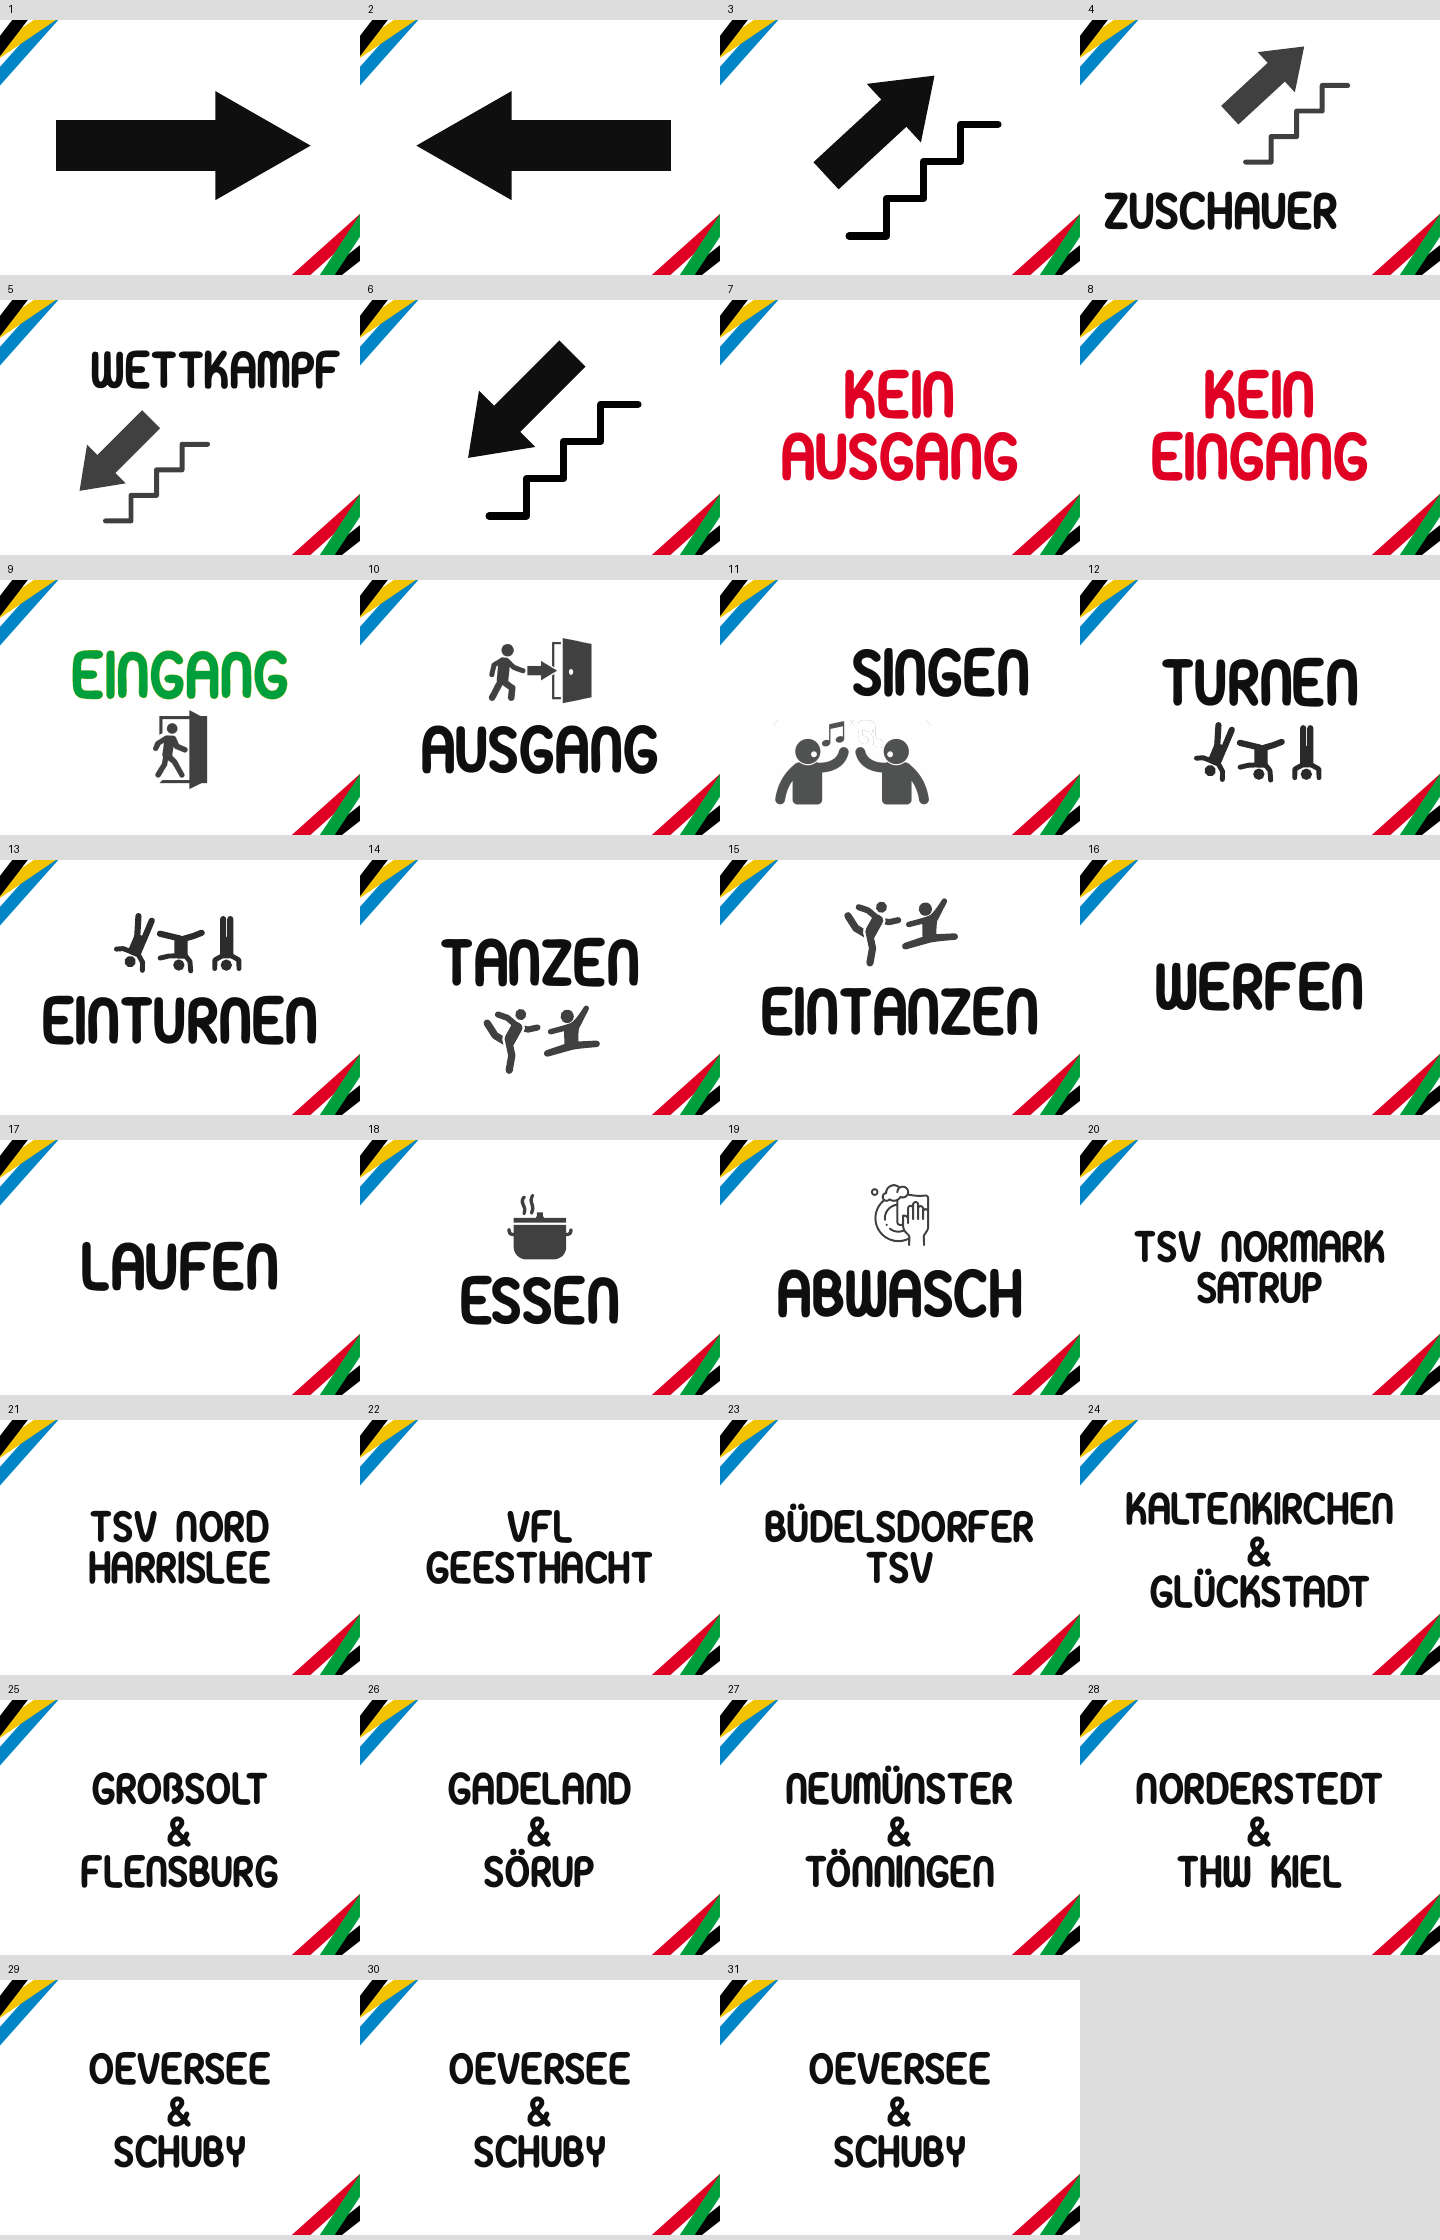 1
2
3
4
ZUSCHAUER
5
WETTKAMPF
6
7
KEIN
AUSGANG
8
KEIN
EINGANG
9
EINGANG
10
AUSGANG
11
SINGEN
12
TURNEN
13
EINTURNEN
14
TANZEN
15
EINTANZEN
16
WERFEN
17
LAUFEN
18
ESSEN
19
ABWASCH
20
TSV NORMARK
SATRUP
21
TSV NORD
HARRISLEE
22
VFL
GEESTHACHT
23
BÜDELSDORFER
TSV
24
KALTENKIRCHEN
&
GLÜCKSTADT
25
GROßSOLT
&
FLENSBURG
26
GADELAND
&
SÖRUP
27
NEUMÜNSTER
&
TÖNNINGEN
28
NORDERSTEDT
&
THW KIEL
29
OEVERSEE
&
SCHUBY
30
OEVERSEE
&
SCHUBY
31
OEVERSEE
&
SCHUBY